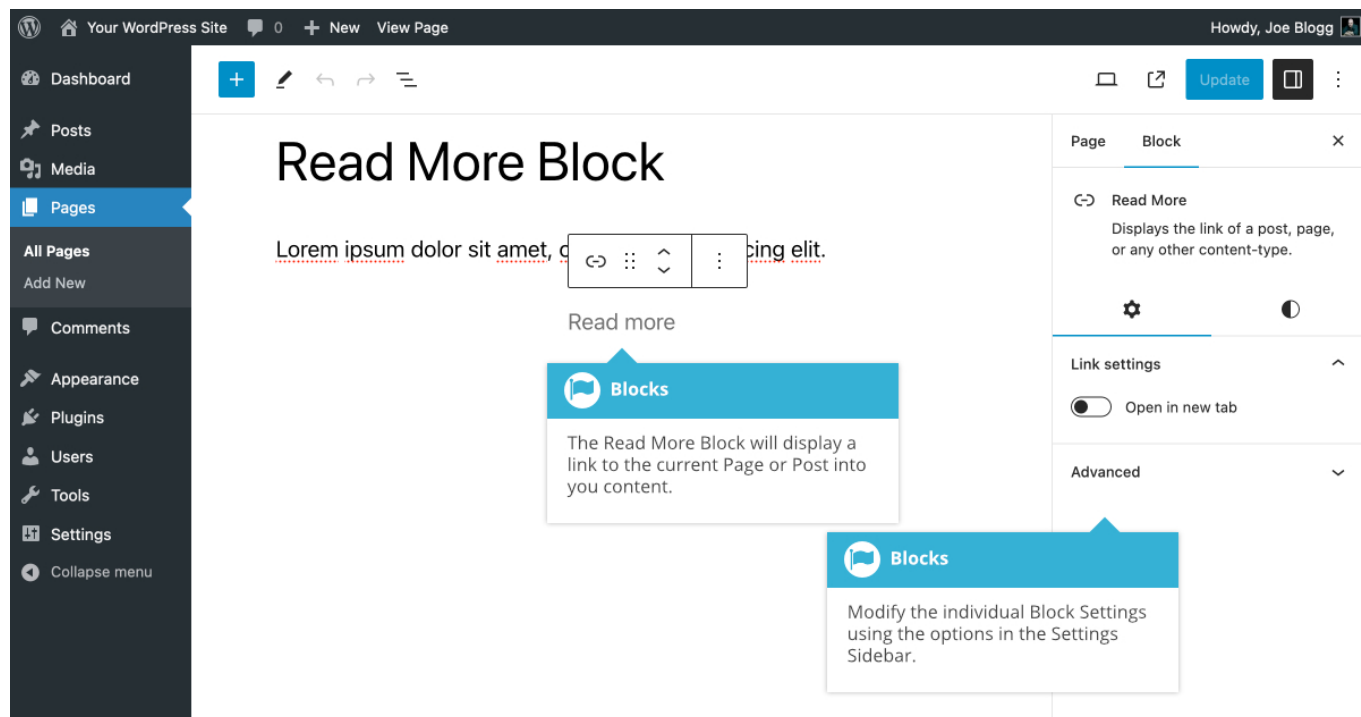 Your WordPress Site 0 + New View Page Howdy, Joe Blogg
Dashboard
Posts
Media
Pages
All Pages
Add New
Comments
Appearance
Plugins
Users
Tools
Settings
Collapse menu
Update
Read More Block
Lorem ipsum dolor sit amet, cing elit.
Read more
Blocks
The Read More Block will display a
link to the current Page or Post into
you content.
Page Block
Read More
Displays the link of a post, page,
or any other content-type.
Link settings
Open in new tab
Advanced
Blocks
Modify the individual Block Settings
using the options in the Settings
Sidebar.